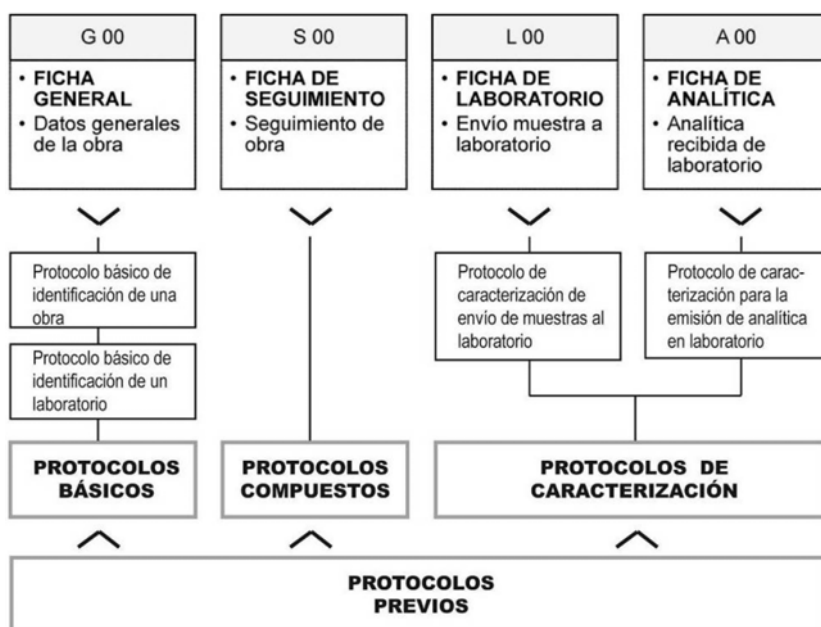 G 00
• FICHA
GENERAL
• Datos generales
de la obra
S 00
• FICHA DE
SEGUIMIENTO
• Seguimiento de
obra
L 00
• FICHA DE
LABORATORIO
• Envío muestra a
laboratorio
A 00
• FICHA DE
ANALÍTICA
• Analítica
recibida de
laboratorio
Protocolo básico de
identificación de una
obra
Protocolo básico de
identificación de un
laboratorio
Protocolo de
caracterización de
envío de muestras al
laboratorio
Protocolo de carac-
terización para la
emisión de analítica
en laboratorio
PROTOCOLOS
BÁSICOS
PROTOCOLOS
COMPUESTOS
PROTOCOLOS DE
CARACTERIZACIÓN
PROTOCOLOS
PREVIOS